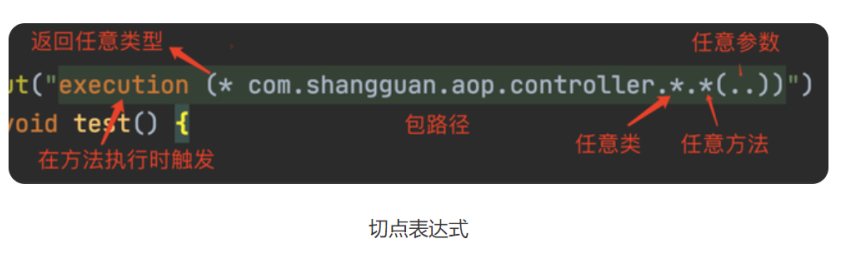 返回任意类型
任意参数
ut("execution (* com.shangguan.aop.controller.*.*(..))")
void test() {
包路径
任意类
任意方法
在方法执行时触发
切点表达式